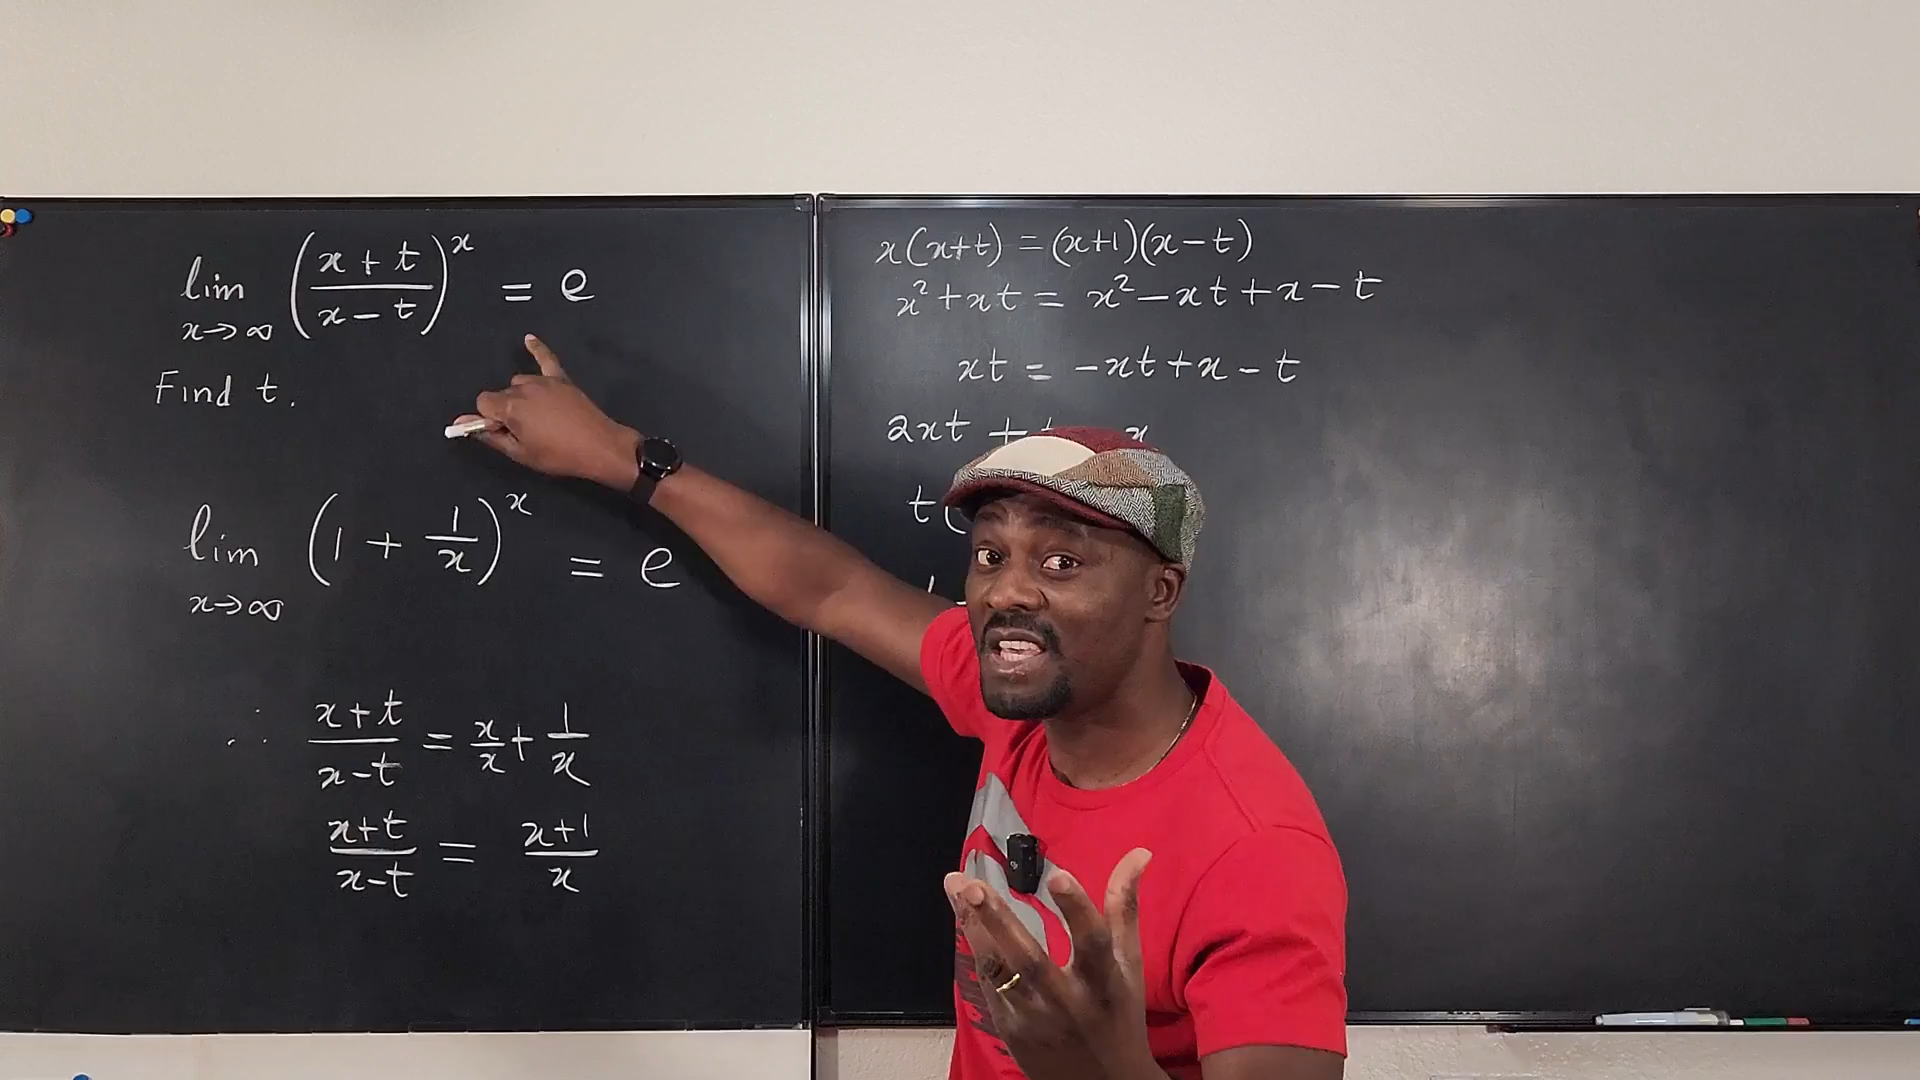 lim x→∞ ((x + t)/(x − t))^x = e
Find t.
lim x→∞ (1 + 1/x)^x = e
∴ (x+t)/(x−t) = x/x + 1/x
(x+t)/(x−t) = (x+1)/x
x(x+t) = (x+1)(x−t)
x² + xt = x² − xt + x − t
xt = −xt + x − t
2xt + x
t(